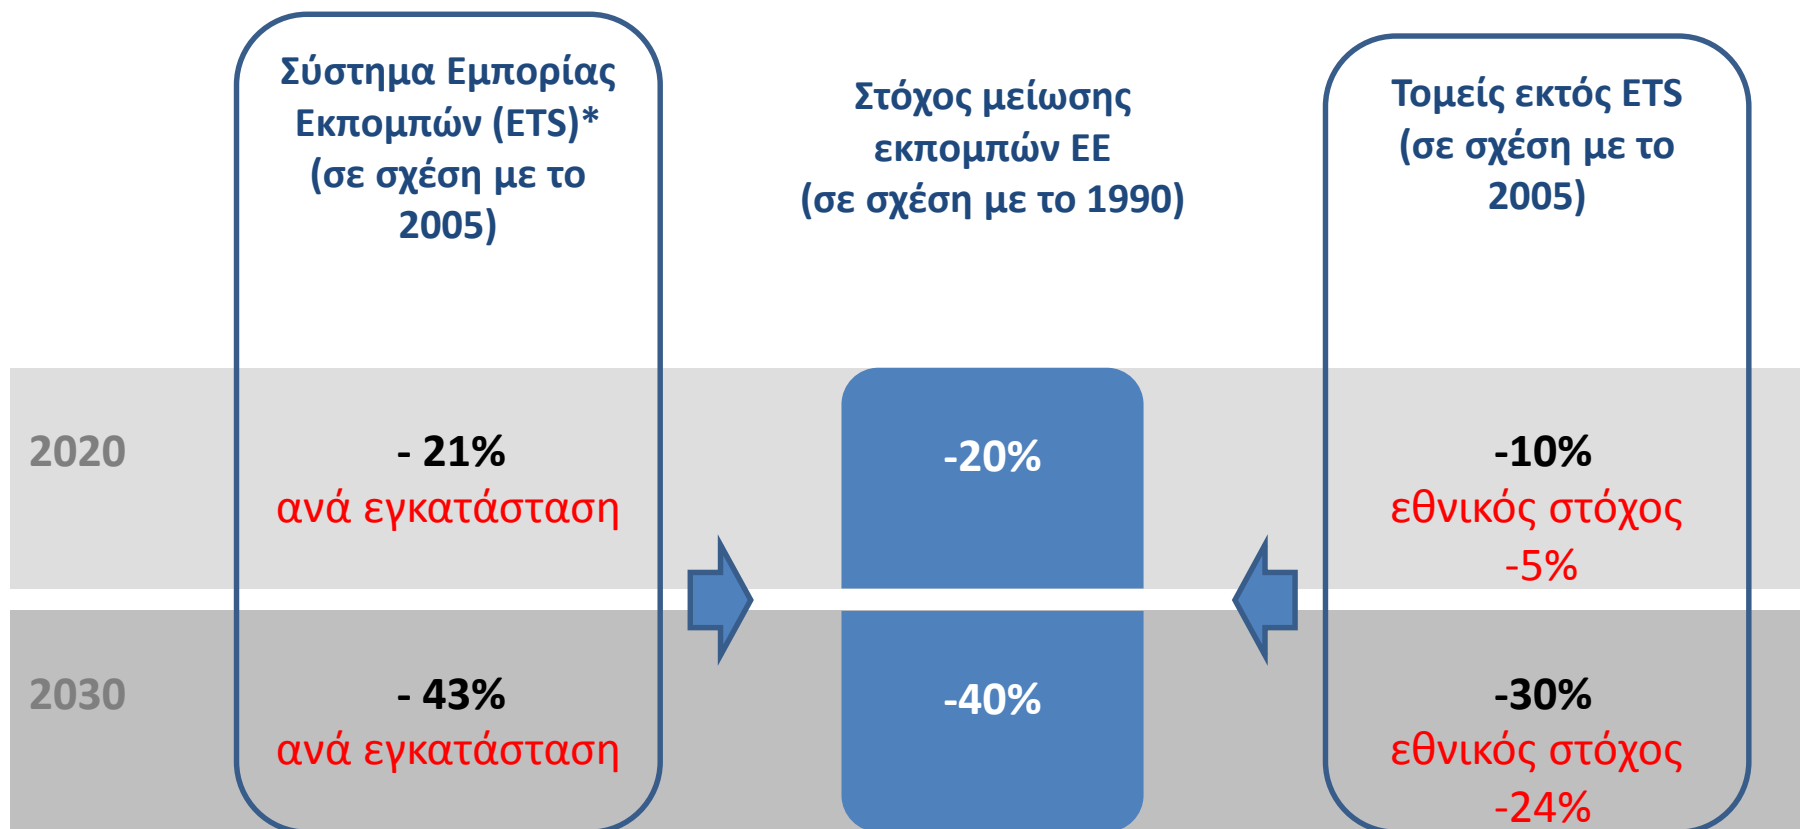 Σύστημα Εμπορίας
Εκπομπών (ETS)*
(σε σχέση με το
2005)
Στόχος μείωσης
εκπομπών ΕΕ
(σε σχέση με το 1990)
Τομείς εκτός ETS
(σε σχέση με το
2005)
2020
- 21%
ανά εγκατάσταση
-20%
-10%
εθνικός στόχος
-5%
2030
- 43%
ανά εγκατάσταση
-40%
-30%
εθνικός στόχος
-24%